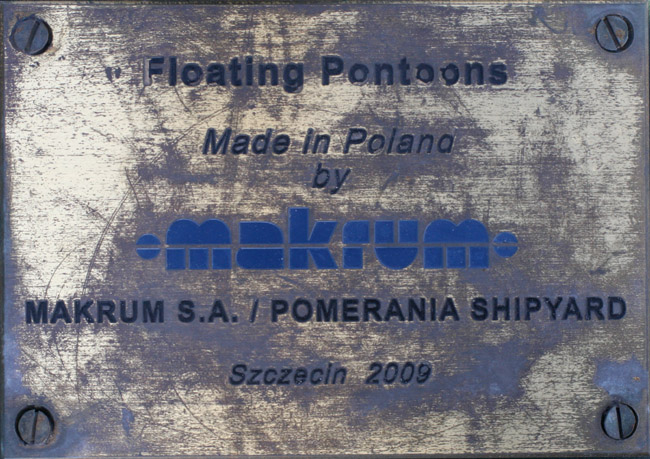 Floating Pontoons
Made in Poland
by
makrum
MAKRUM S.A. / POMERANIA SHIPYARD
Szczecin 2009